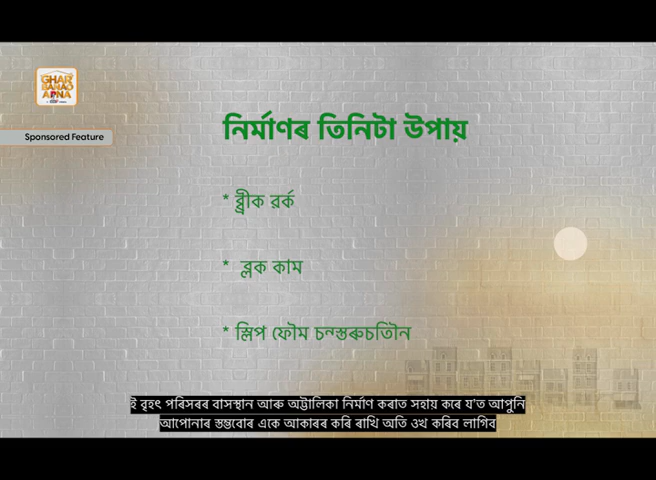 GHAR
BANAO
APNA
Sponsored Feature
নিৰ্মাণৰ তিনিটা উপায়
* ব্ৰীক ৱৰ্ক
* ব্লক কাম
* স্লিপ ফৌম চন্স্তৰুচতিৌন
ই বৃহৎ পৰিসৰৰ বাসস্থান আৰু অট্টালিকা নিৰ্মাণ কৰাত সহায় কৰে য'ত আপুনি
আপোনাৰ স্তম্ভবোৰ একে আকাৰৰ কৰি ৰাখি অতি ওখ কৰিব লাগিব